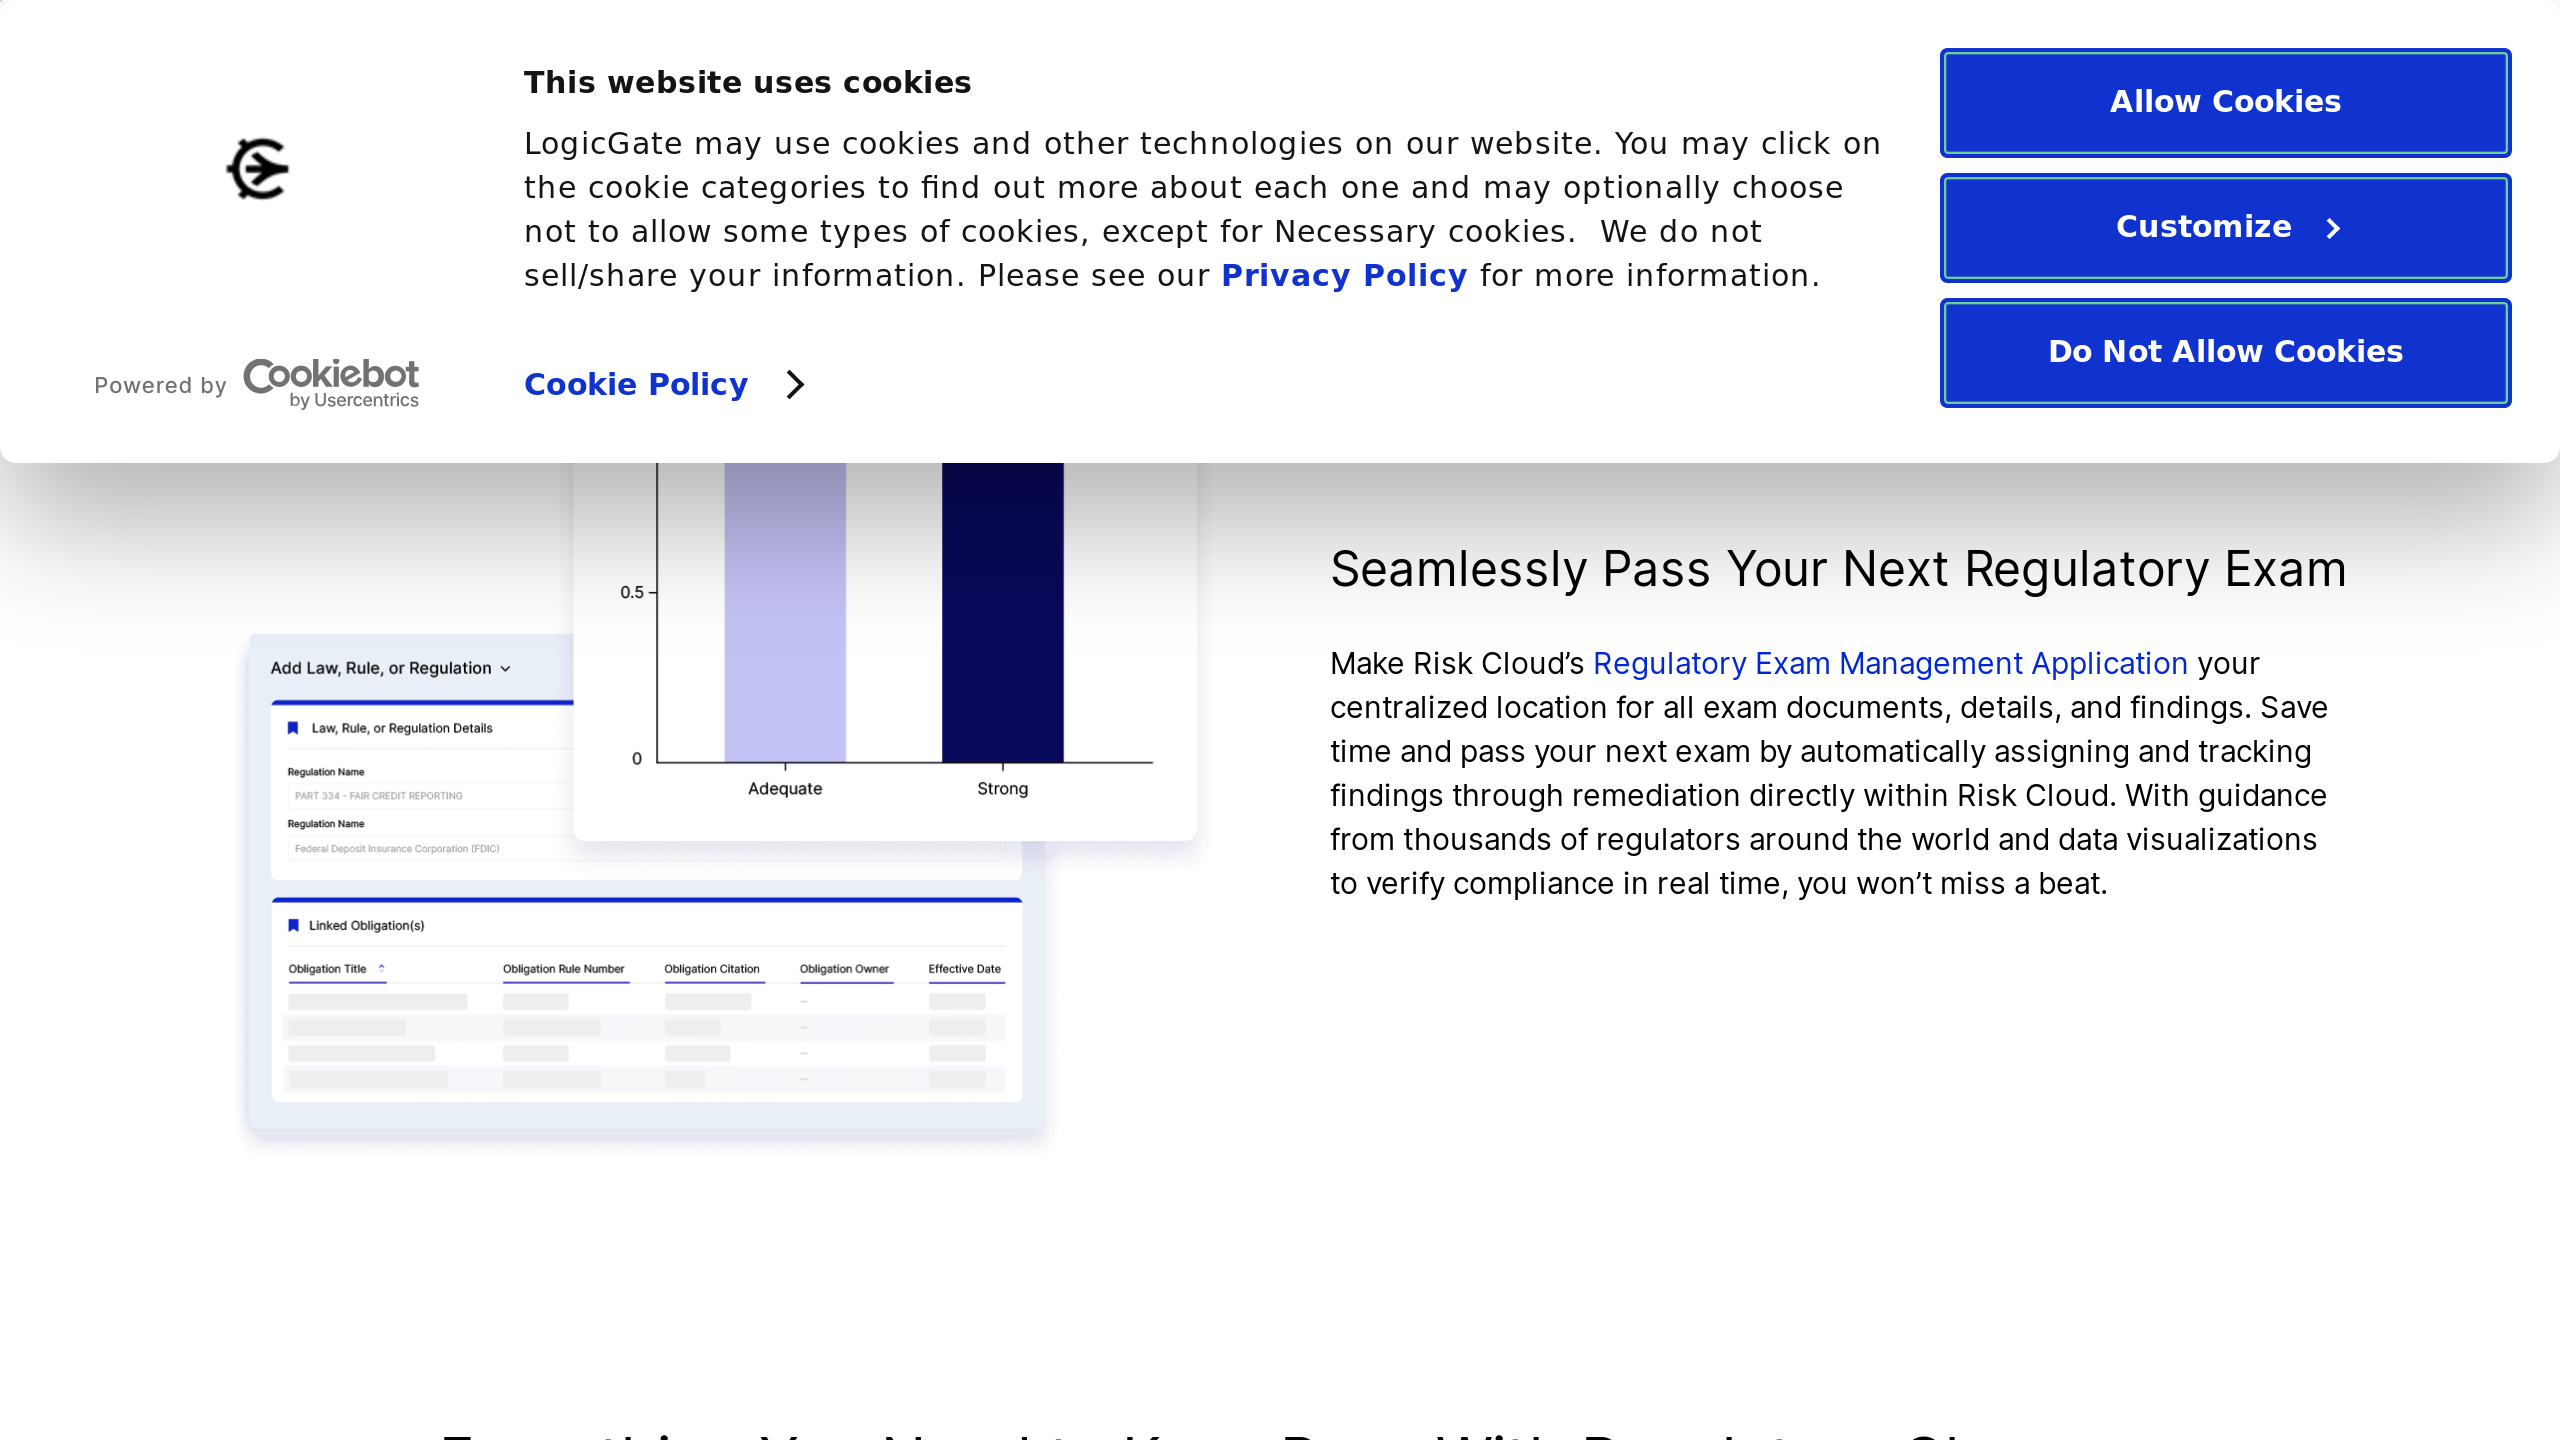 This website uses cookies
LogicGate may use cookies and other technologies on our website. You may click on
the cookie categories to find out more about each one and may optionally choose
not to allow some types of cookies, except for Necessary cookies.  We do not
sell/share your information. Please see our Privacy Policy for more information.
Powered by Cookiebot
by Usercentrics
Cookie Policy
Allow Cookies
Customize
Do Not Allow Cookies
0.5
0
Adequate
Strong
Add Law, Rule, or Regulation
Law, Rule, or Regulation Details
Regulation Name
PART 334 - FAIR CREDIT REPORTING
Regulation Name
Federal Deposit Insurance Corporation (FDIC)
Linked Obligation(s)
Obligation Title Obligation Rule Number Obligation Citation Obligation Owner Effective Date
–
–
–
–
Seamlessly Pass Your Next Regulatory Exam
Make Risk Cloud’s Regulatory Exam Management Application your
centralized location for all exam documents, details, and findings. Save
time and pass your next exam by automatically assigning and tracking
findings through remediation directly within Risk Cloud. With guidance
from thousands of regulators around the world and data visualizations
to verify compliance in real time, you won’t miss a beat.